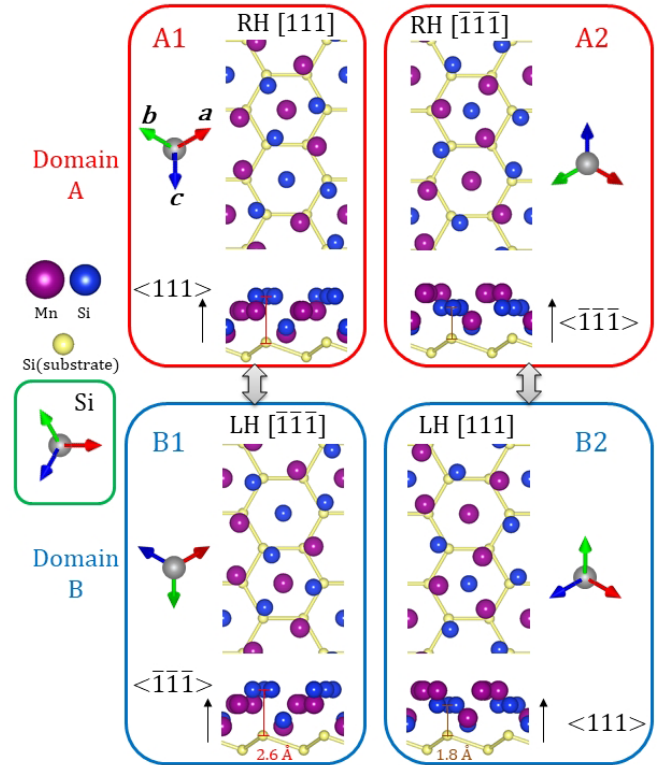 A1
RH [111]
b
a
c
<111>
RH [1̄1̄1̄]
A2
<1̄1̄1̄>
Domain
A
Mn
Si
Si(substrate)
Si
Domain
B
B1
LH [1̄1̄1̄]
<1̄1̄1̄>
2.6 Å
LH [111]
B2
1.8 Å
<111>